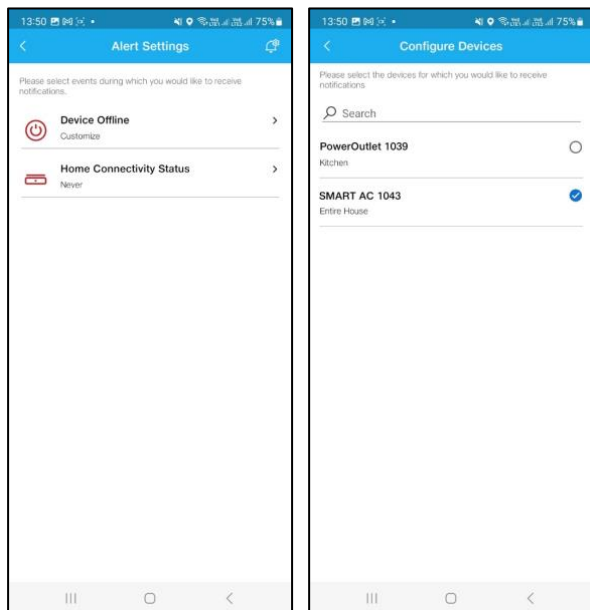 13:50 75%
Alert Settings
Please select events during which you would like to receive
notifications.
Device Offline
Customize
Home Connectivity Status
Never
13:50 75%
Configure Devices
Please select the devices for which you would like to receive
notifications
Search
PowerOutlet 1039
Kitchen
SMART AC 1043
Entire House